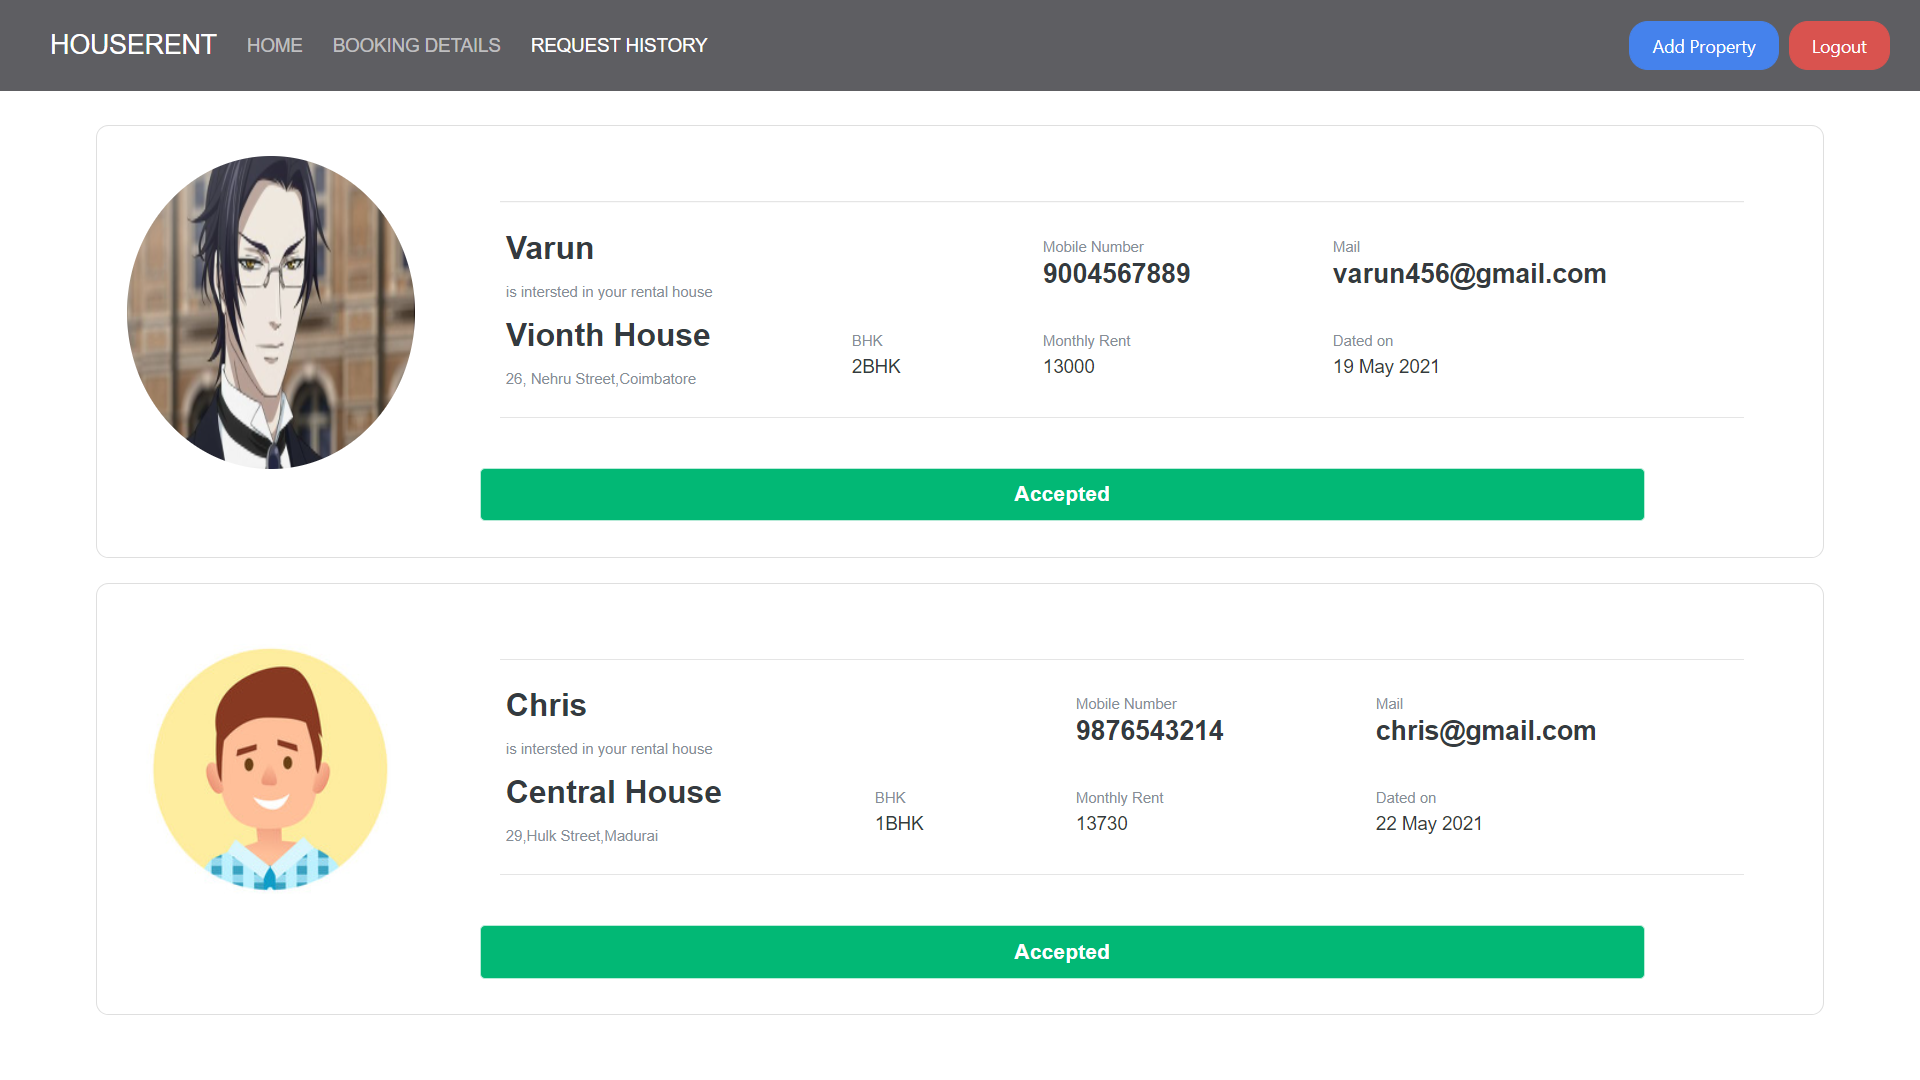 HOUSERENT HOME BOOKING DETAILS REQUEST HISTORY Add Property Logout
Varun
Mobile Number
9004567889
Mail
varun456@gmail.com
is intersted in your rental house
Vionth House
26, Nehru Street,Coimbatore
BHK
2BHK
Monthly Rent
13000
Dated on
19 May 2021
Accepted
Chris
Mobile Number
9876543214
Mail
chris@gmail.com
is intersted in your rental house
Central House
29,Hulk Street,Madurai
BHK
1BHK
Monthly Rent
13730
Dated on
22 May 2021
Accepted